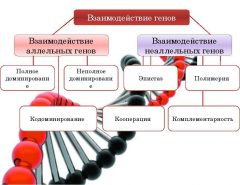 Взаимодействие генов
Взаимодействие
аллельных генов
Взаимодействие
неаллельных генов
Полное
доминировани
е
Неполное
доминировани
е
Эпистаз
Полимерия
Кодоминирование
Кооперация
Комплементарность